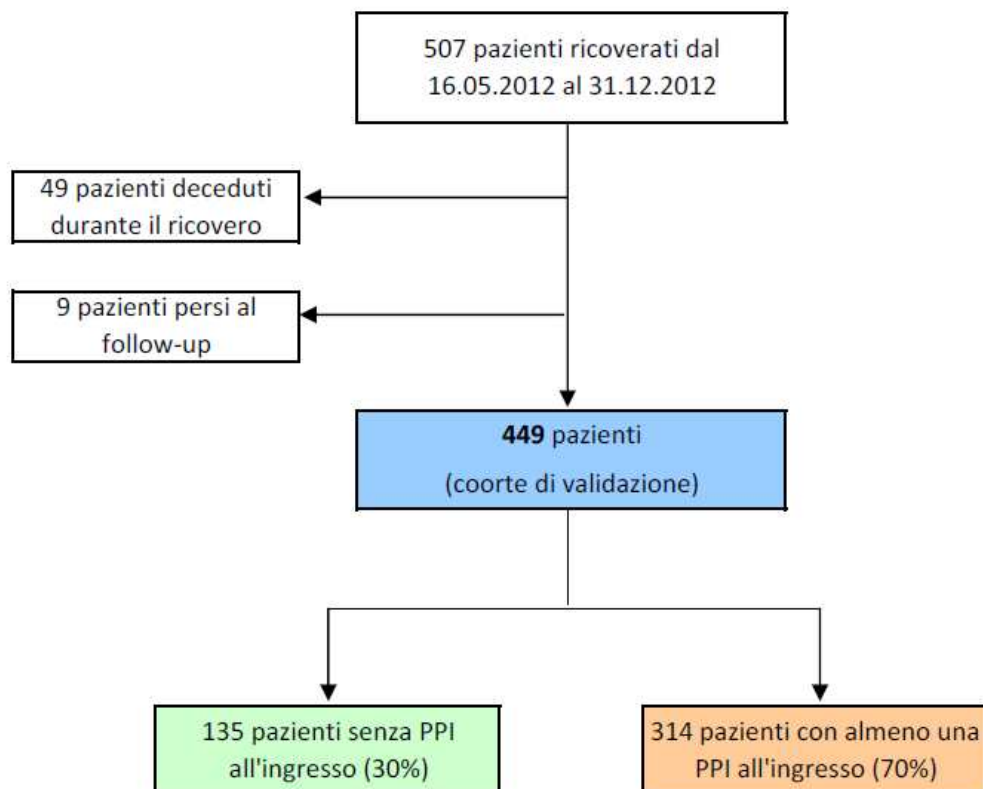 507 pazienti ricoverati dal
16.05.2012 al 31.12.2012
49 pazienti deceduti
durante il ricovero
9 pazienti persi al
follow-up
449 pazienti
(coorte di validazione)
135 pazienti senza PPI
all'ingresso (30%)
314 pazienti con almeno una
PPI all'ingresso (70%)